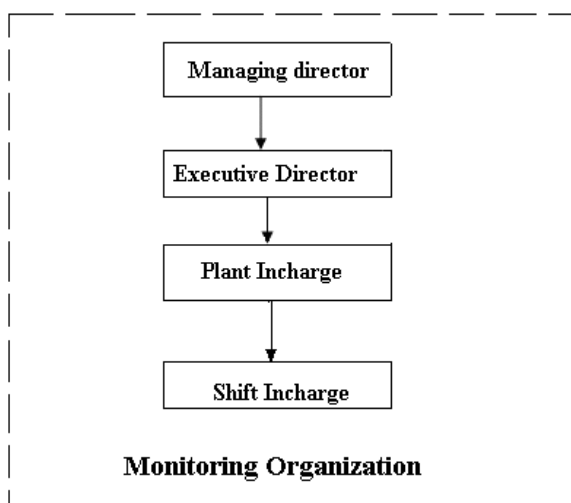 Managing director
Executive Director
Plant Incharge
Shift Incharge
Monitoring Organization